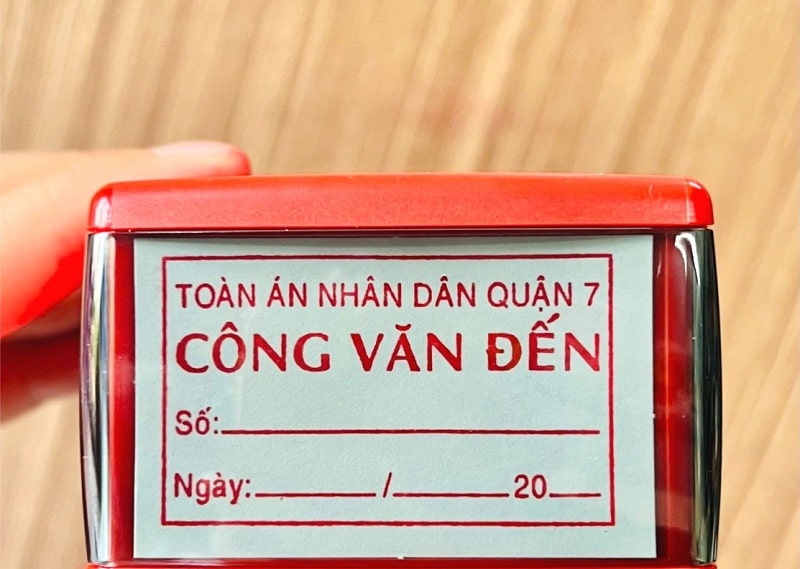 TOÀN ÁN NHÂN DÂN QUẬN 7
CÔNG VĂN ĐẾN
Số:
Ngày: / 20